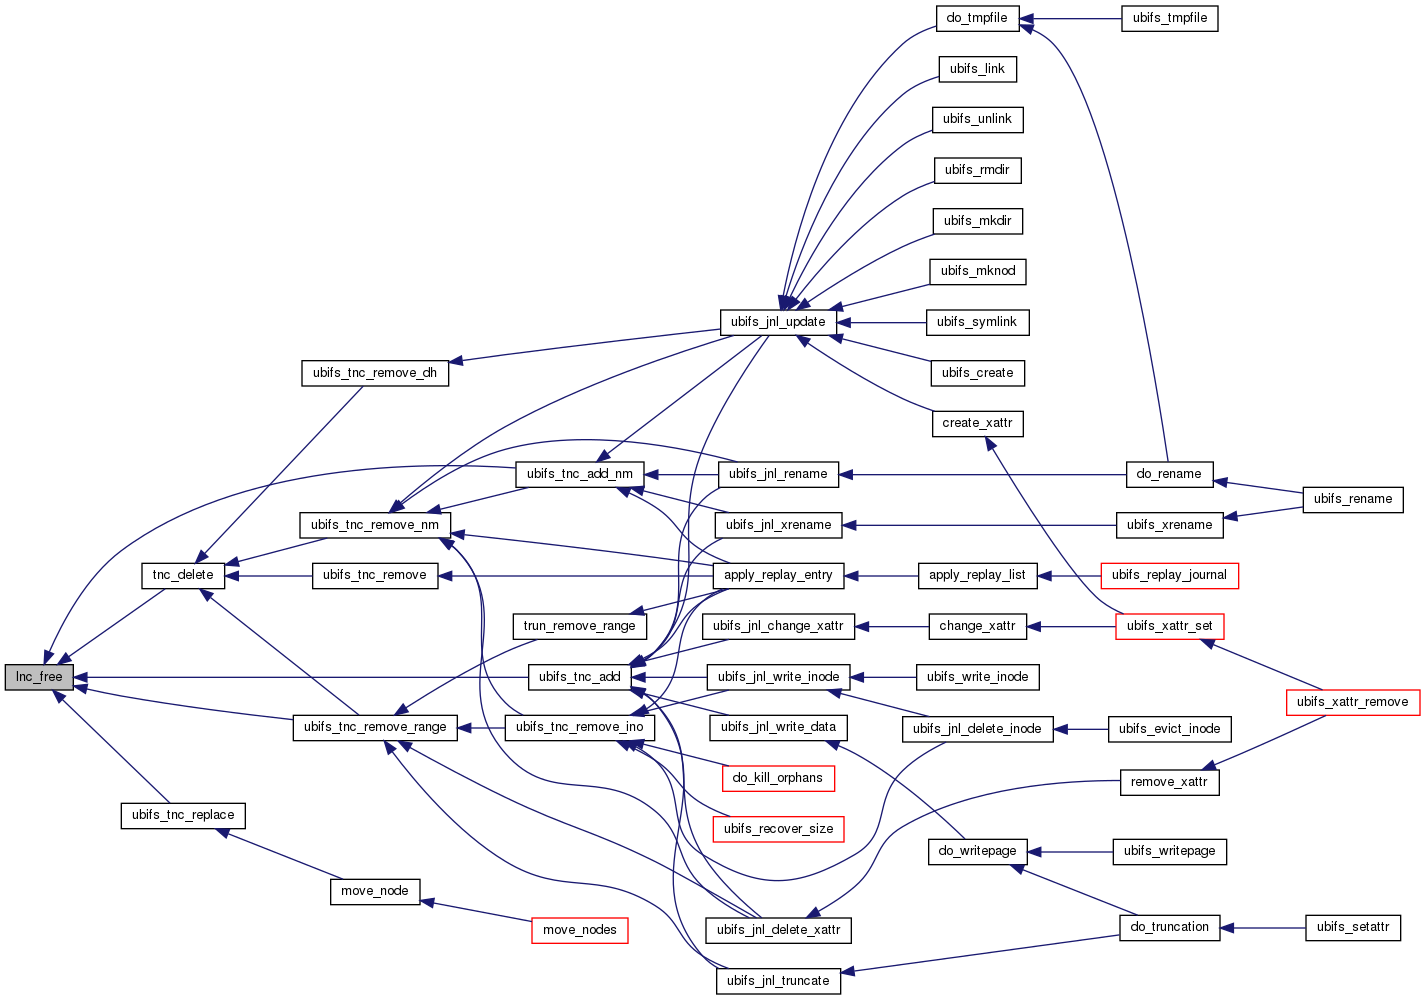 do_tmpfile
ubifs_tmpfile
ubifs_link
ubifs_unlink
ubifs_rmdir
ubifs_mkdir
ubifs_mknod
ubifs_jnl_update
ubifs_symlink
ubifs_tnc_remove_dh
ubifs_create
create_xattr
ubifs_tnc_add_nm
ubifs_jnl_rename
do_rename
ubifs_rename
ubifs_tnc_remove_nm
ubifs_jnl_xrename
ubifs_xrename
tnc_delete
ubifs_tnc_remove
apply_replay_entry
apply_replay_list
ubifs_replay_journal
trun_remove_range
ubifs_jnl_change_xattr
change_xattr
ubifs_xattr_set
lnc_free
ubifs_tnc_add
ubifs_jnl_write_inode
ubifs_write_inode
ubifs_xattr_remove
ubifs_tnc_remove_range
ubifs_tnc_remove_ino
ubifs_jnl_write_data
ubifs_jnl_delete_inode
ubifs_evict_inode
do_kill_orphans
remove_xattr
ubifs_tnc_replace
ubifs_recover_size
do_writepage
ubifs_writepage
move_node
move_nodes
ubifs_jnl_delete_xattr
do_truncation
ubifs_setattr
ubifs_jnl_truncate